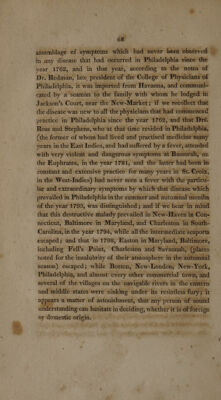 68
assemblage of symptoms which had never been observed
in any disease that had occurred in Philadelphia since the
year 1762, and in that year, according to the notes of
Dr. Redman, late president of the College of Physicians of
Philadelphia, it was imported from Havanna, and communi-
cated by a seaman to the family with whom he lodged in
Jackson's Court, near the New-Market; if we recollect that
the disease was new to all the physicians that had commenced
practice in Philadelphia since the year 1762, and that Drs.
Ross and Stephens, who at that time resided in Philadelphia,
(the former of whom had lived and practised medicine many
years in the East Indies, and had suffered by a fever, attended
with very violent and dangerous symptoms at Bassorah, on
the Euphrates, in the year 1781, and the latter had been in
constant and extensive practice for many years in St. Croix,
in the West-Indies) had never seen a fever with the particu-
lar and extraordinary symptoms by which that disease which
prevailed in Philadelphia in the summer and autumnal months
of the year 1793, was distinguished; and if we bear in mind
that this destructive malady prevailed in New-Haven in Con-
necticut, Baltimore in Maryland, and Charleston in South-
Carolina, in the year 1794, while all the intermediate seaports
escaped; and that in 1798, Easton in Maryland, Baltimore,
including Fell's Point, Charleston and Savannah, (places
noted for the insalubrity of their atmosphere in the autumnal
season) escaped; while Boston, New-London, New-York,
Philadelphia, and almost every other commercial town, and
several of the villages on the navigable rivers in the eastern
and middle states were sinking under its resistless fury; it
appears a matter of astonishment, that any person of sound
understanding can hesitate in deciding, whether it is of foreign
or domestic origin.